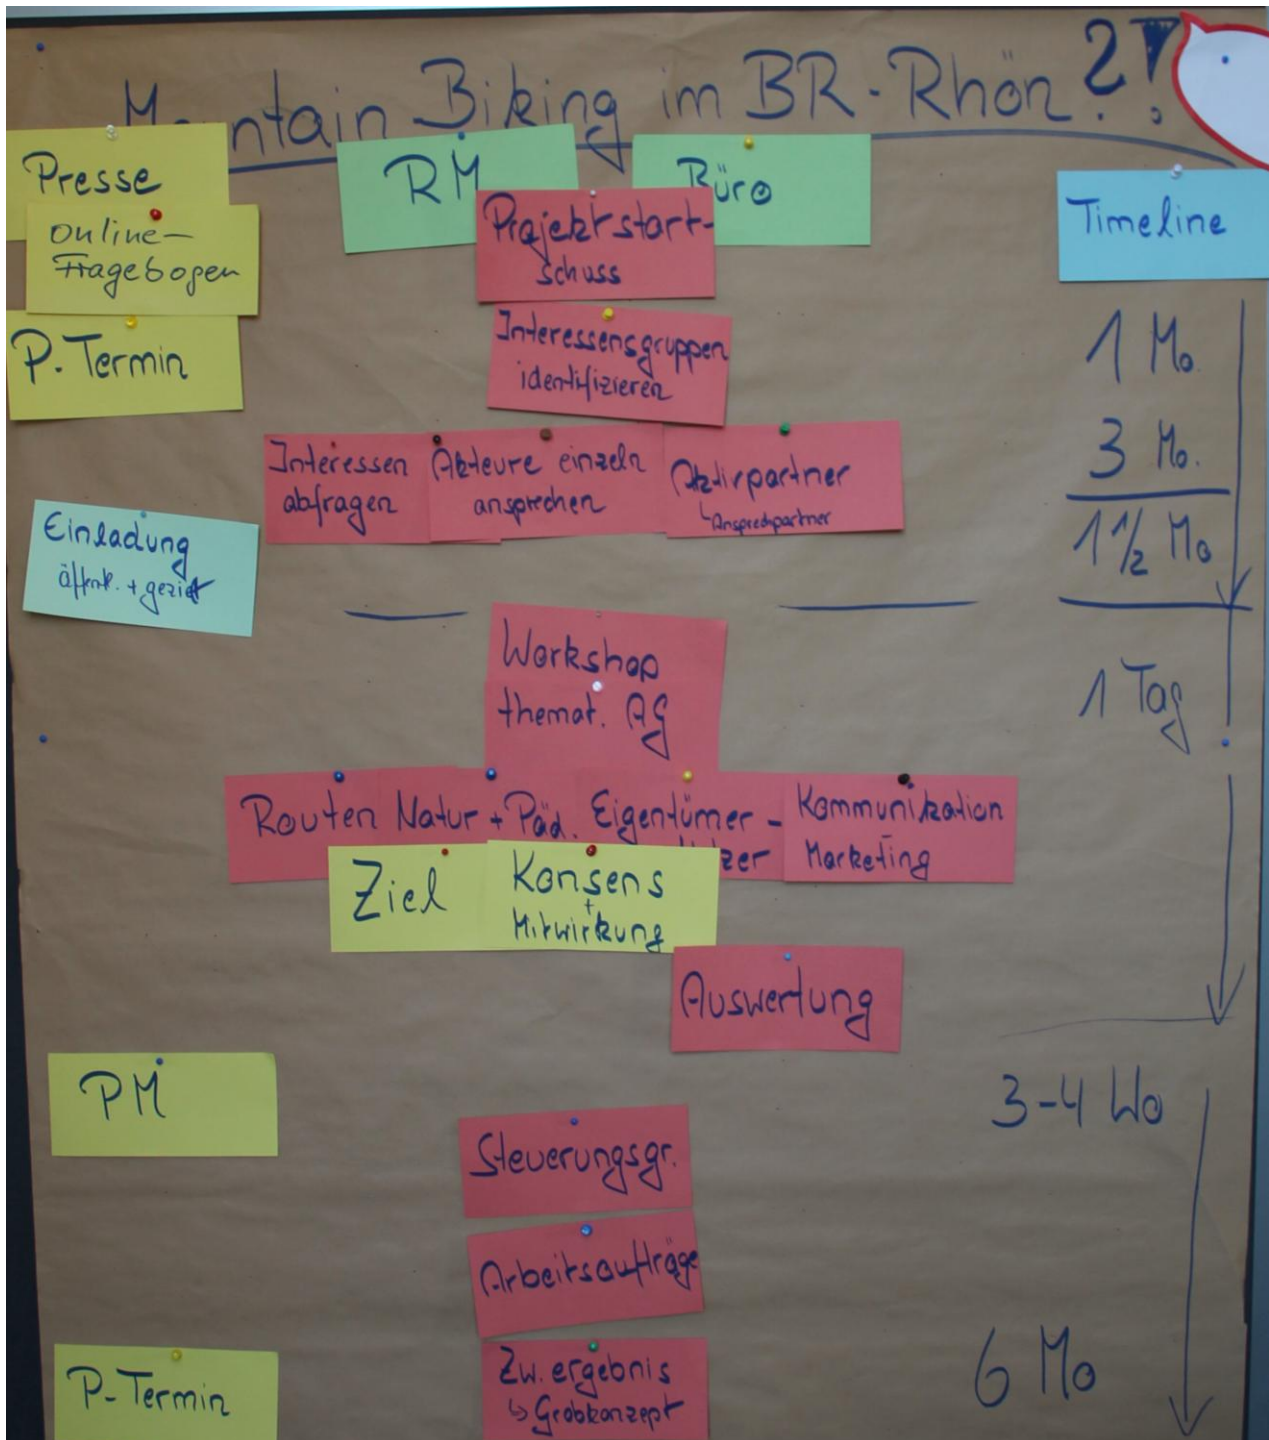 Mountain Biking im BR-Rhön?!
Presse
RM
Büro
Timeline
online-
Fragebogen
Projektstart-
schuss
P.-Termin
Interessensgruppen
identifizieren
1 Mo.
Interessen
abfragen
Akteure einzeln
ansprechen
Aktivpartner
↳Ansprechpartner
3 Mo.
Einladung
öffentl. + gezielt
1 1/2 Mo
Workshop
themat. AG
1 Tag
Routen
Natur + Päd.
Eigentümer-
Kommunikation
Marketing
Ziel
Konsens
+
Mitwirkung
Auswertung
PM
3-4 Wo
Steuerungsgr.
Arbeitsaufträge
P-Termin
Zw.ergebnis
↳ Grobkonzept
6 Mo